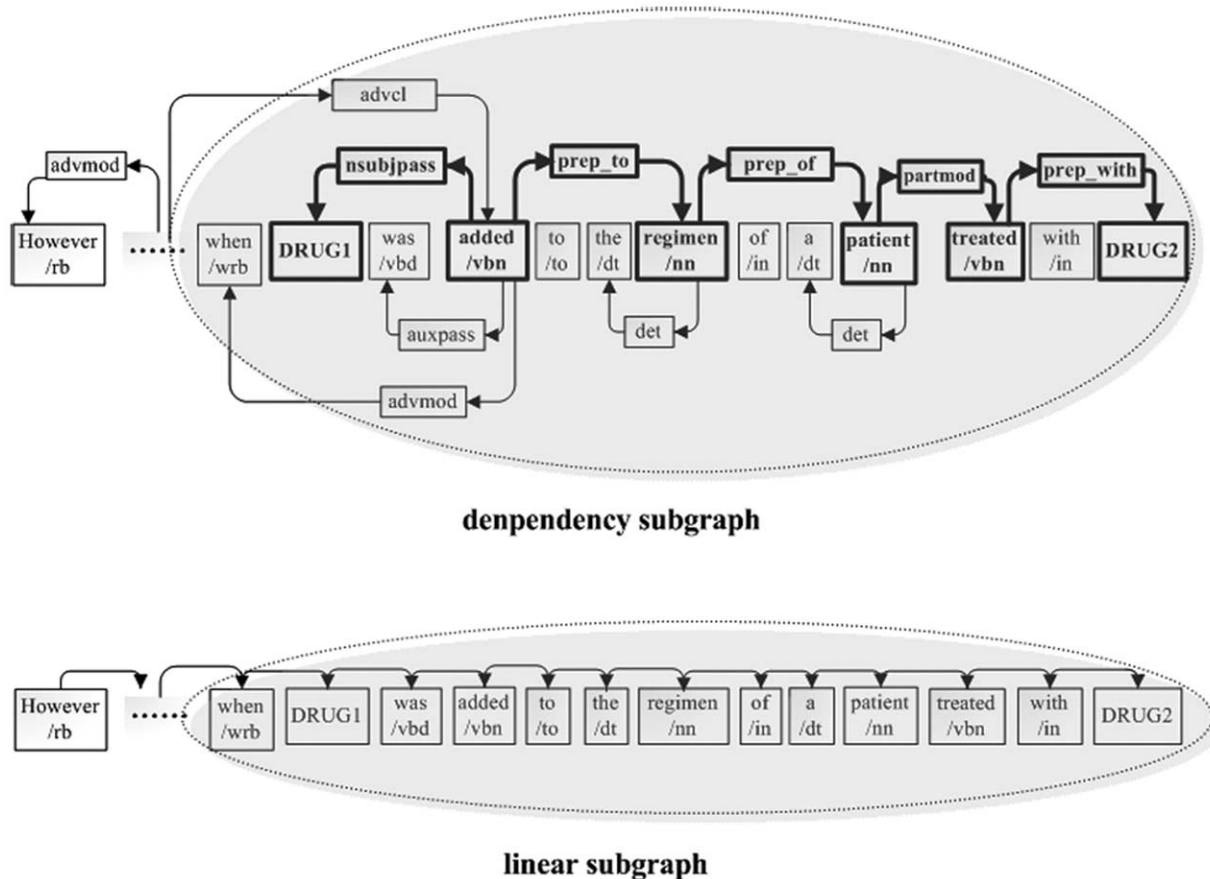 advcl
advmod nsubjpass prep_to prep_of partmod prep_with
However ...... when DRUG1 was added to the regimen of a patient treated with DRUG2
/rb /wrb /vbd /vbn /to /dt /nn /in /dt /nn /vbn /in
auxpass det det
advmod
denpendency subgraph
However ...... when DRUG1 was added to the regimen of a patient treated with DRUG2
/rb /wrb /vbd /vbn /to /dt /nn /in /dt /nn /vbn /in
linear subgraph